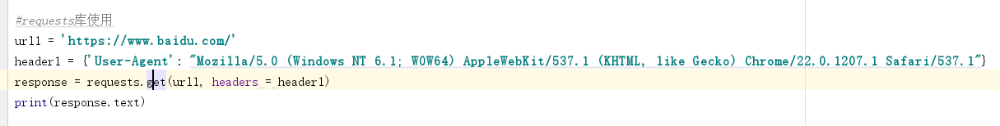 #requests库使用
url1 = 'https://www.baidu.com/'
header1 = {'User-Agent': "Mozilla/5.0 (Windows NT 6.1; WOW64) AppleWebKit/537.1 (KHTML, like Gecko) Chrome/22.0.1207.1 Safari/537.1"}
response = requests.get(url1, headers = header1)
print(response.text)